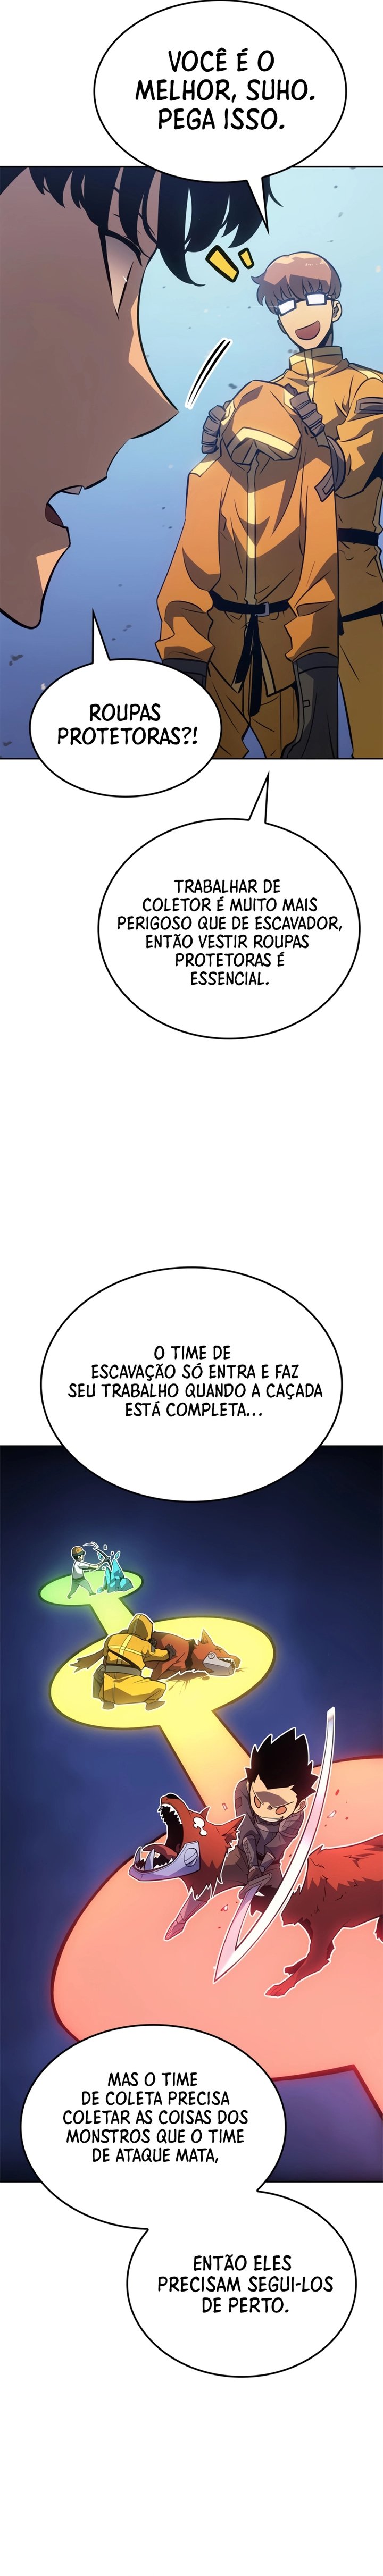 VOCÊ É O
MELHOR, SUHO.
PEGA ISSO.
ROUPAS
PROTETORAS?!
TRABALHAR DE
COLETOR É MUITO MAIS
PERIGOSO QUE DE ESCAVADOR,
ENTÃO VESTIR ROUPAS
PROTETORAS É
ESSENCIAL.
O TIME DE
ESCAVAÇÃO SÓ ENTRA E FAZ
SEU TRABALHO QUANDO A CAÇADA
ESTÁ COMPLETA...
MAS O TIME
DE COLETA PRECISA
COLETAR AS COISAS DOS
MONSTROS QUE O TIME
DE ATAQUE MATA,
ENTÃO ELES
PRECISAM SEGUI-LOS
DE PERTO.